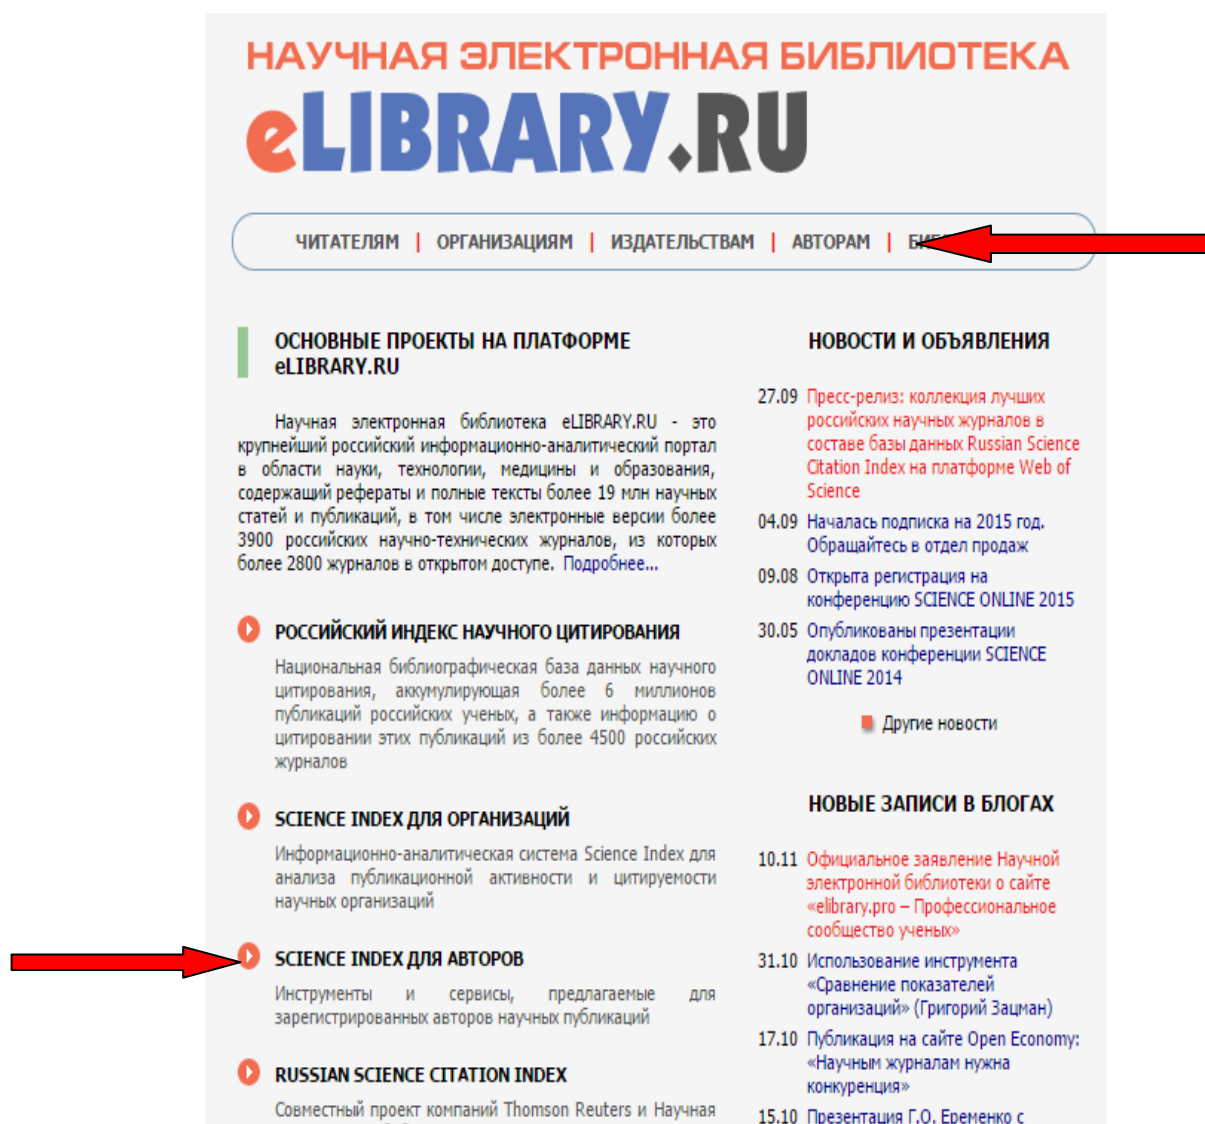 НАУЧНАЯ ЭЛЕКТРОННАЯ БИБЛИОТЕКА
eLIBRARY.RU
ЧИТАТЕЛЯМ | ОРГАНИЗАЦИЯМ | ИЗДАТЕЛЬСТВАМ | АВТОРАМ |
ОСНОВНЫЕ ПРОЕКТЫ НА ПЛАТФОРМЕ
eLIBRARY.RU
Научная электронная библиотека eLIBRARY.RU - это
крупнейший российский информационно-аналитический портал
в области науки, технологии, медицины и образования,
содержащий рефераты и полные тексты более 19 млн научных
статей и публикаций, в том числе электронные версии более
3900 российских научно-технических журналов, из которых
более 2800 журналов в открытом доступе. Подробнее...
РОССИЙСКИЙ ИНДЕКС НАУЧНОГО ЦИТИРОВАНИЯ
Национальная библиографическая база данных научного
цитирования, аккумулирующая более 6 миллионов
публикаций российских ученых, а также информацию о
цитировании этих публикаций из более 4500 российских
журналов
SCIENCE INDEX ДЛЯ ОРГАНИЗАЦИЙ
Информационно-аналитическая система Science Index для
анализа публикационной активности и цитируемости
научных организаций
SCIENCE INDEX ДЛЯ АВТОРОВ
Инструменты и сервисы, предлагаемые для
зарегистрированных авторов научных публикаций
RUSSIAN SCIENCE CITATION INDEX
Совместный проект компаний Thomson Reuters и Научная
НОВОСТИ И ОБЪЯВЛЕНИЯ
27.09 Пресс-релиз: коллекция лучших
российских научных журналов в
составе базы данных Russian Science
Citation Index на платформе Web of
Science
04.09 Началась подписка на 2015 год.
Обращайтесь в отдел продаж
09.08 Открыта регистрация на
конференцию SCIENCE ONLINE 2015
30.05 Опубликованы презентации
докладов конференции SCIENCE
ONLINE 2014
Другие новости
НОВЫЕ ЗАПИСИ В БЛОГАХ
10.11 Официальное заявление Научной
электронной библиотеки о сайте
«elibrary.pro – Профессиональное
сообщество ученых»
31.10 Использование инструмента
«Сравнение показателей
организаций» (Григорий Зацман)
17.10 Публикация на сайте Open Economy:
«Научным журналам нужна
конкуренция»
15.10 Презентация Г.О. Еременко с